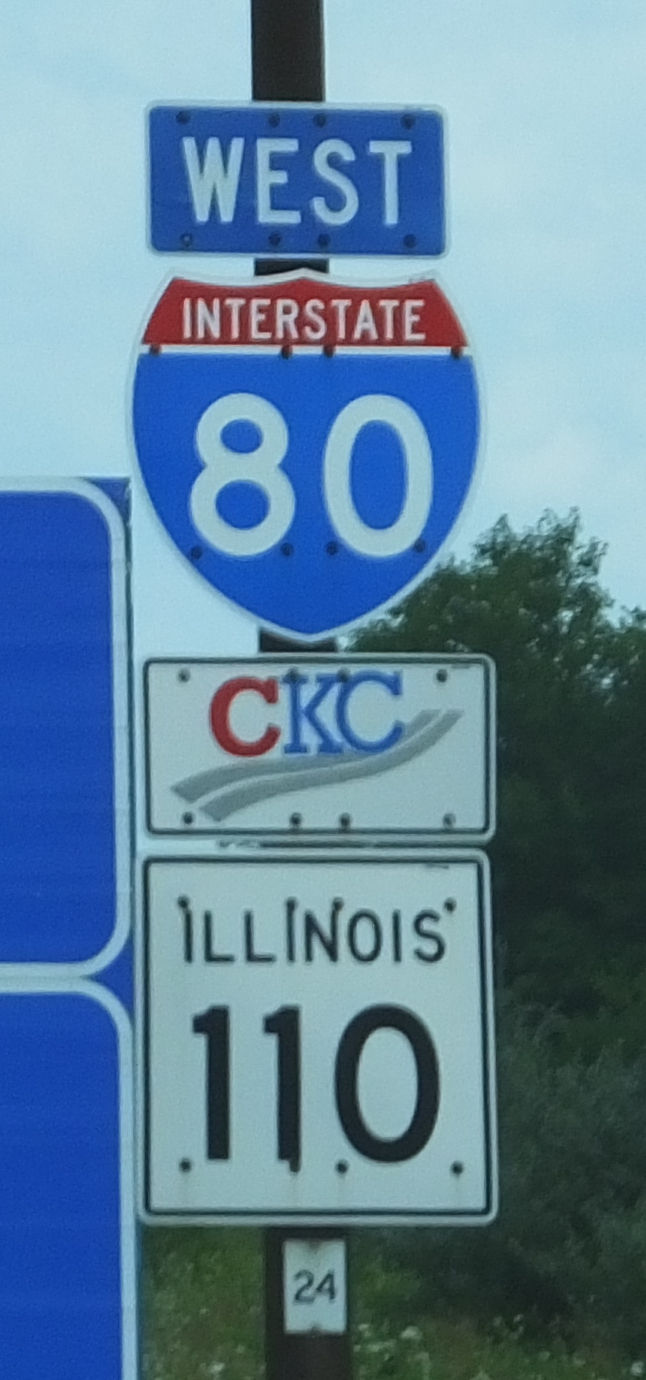 WEST
INTERSTATE
80
CKC
ILLINOIS
110
24